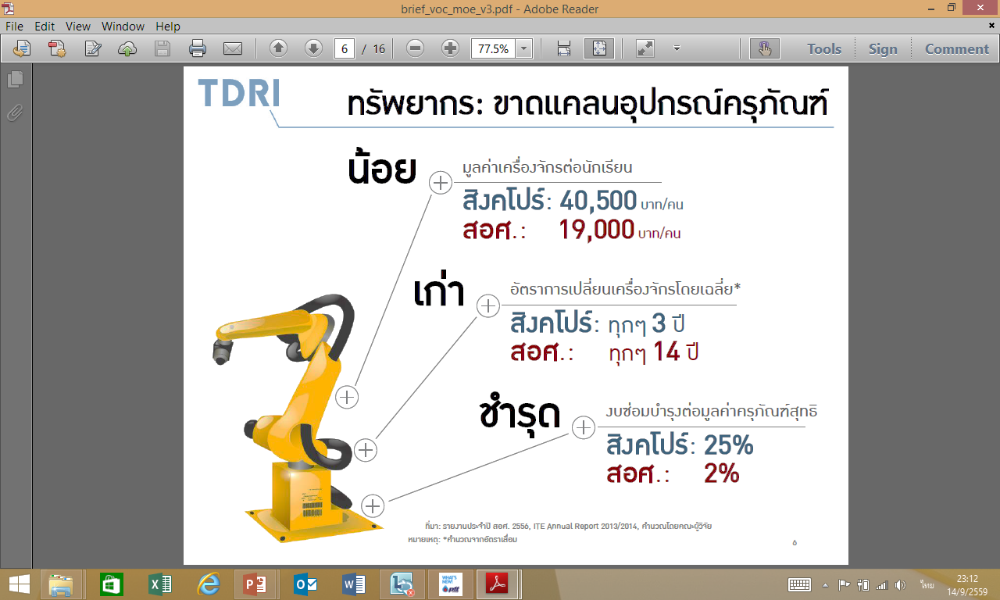 brief_voc_moe_v3.pdf - Adobe Reader
File Edit View Window Help
6 / 16 77.5% Tools Sign Comment
TDRI
ทรัพยากร: ขาดแคลนอุปกรณ์ครุภัณฑ์
น้อย
มูลค่าเครื่องจักรต่อนักเรียน
สิงคโปร์: 40,500 บาท/คน
สอศ.: 19,000 บาท/คน
เก่า
อัตราการเปลี่ยนเครื่องจักรโดยเฉลี่ย*
สิงคโปร์: ทุกๆ 3 ปี
สอศ.: ทุกๆ 14 ปี
ชำรุด
งบซ่อมบำรุงต่อมูลค่าครุภัณฑ์สุทธิ
สิงคโปร์: 25%
สอศ.: 2%
ที่มา: รายงานประจำปี สอศ. 2556, ITE Annual Report 2013/2014, คำนวณโดยคณะผู้วิจัย
หมายเหตุ: *คำนวณจากอัตราเสื่อม
6
WHAT'S NEW!
ptt
ไทย
23:12
14/9/2559